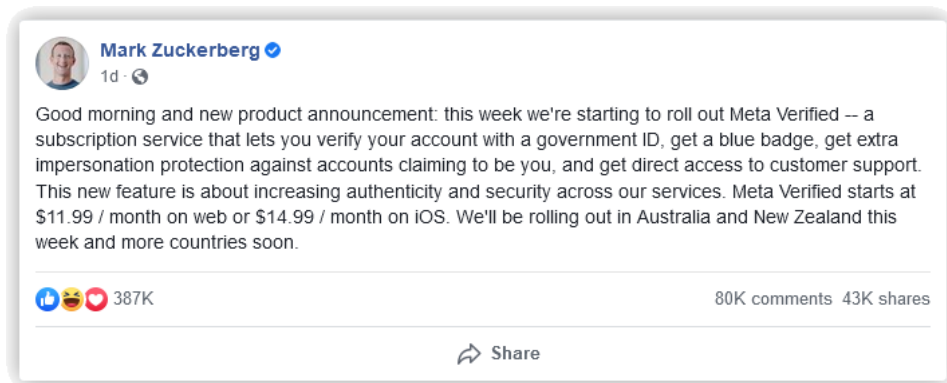 Mark Zuckerberg
1d ·
Good morning and new product announcement: this week we're starting to roll out Meta Verified -- a
subscription service that lets you verify your account with a government ID, get a blue badge, get extra
impersonation protection against accounts claiming to be you, and get direct access to customer support.
This new feature is about increasing authenticity and security across our services. Meta Verified starts at
$11.99 / month on web or $14.99 / month on iOS. We'll be rolling out in Australia and New Zealand this
week and more countries soon.
387K 80K comments 43K shares
Share